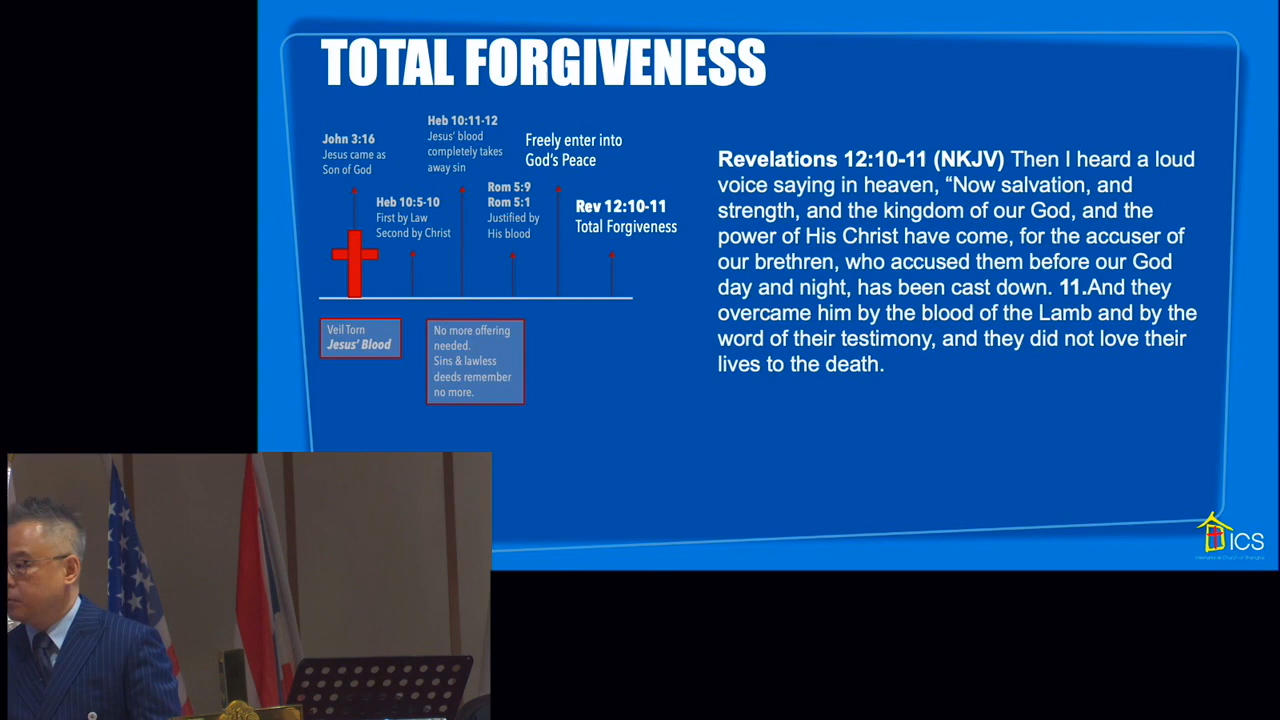 TOTAL FORGIVENESS
John 3:16
Jesus came as
Son of God
Heb 10:5-10
First by Law
Second by Christ
Heb 10:11-12
Jesus' blood
completely takes
away sin
Rom 5:9
Rom 5:1
Justified by
His blood
Freely enter into
God's Peace
Rev 12:10-11
Total Forgiveness
Veil Torn
Jesus' Blood
No more offering
needed.
Sins & lawless
deeds remember
no more.
Revelations 12:10-11 (NKJV) Then I heard a loud
voice saying in heaven, “Now salvation, and
strength, and the kingdom of our God, and the
power of His Christ have come, for the accuser of
our brethren, who accused them before our God
day and night, has been cast down. 11.And they
overcame him by the blood of the Lamb and by the
word of their testimony, and they did not love their
lives to the death.
ICS